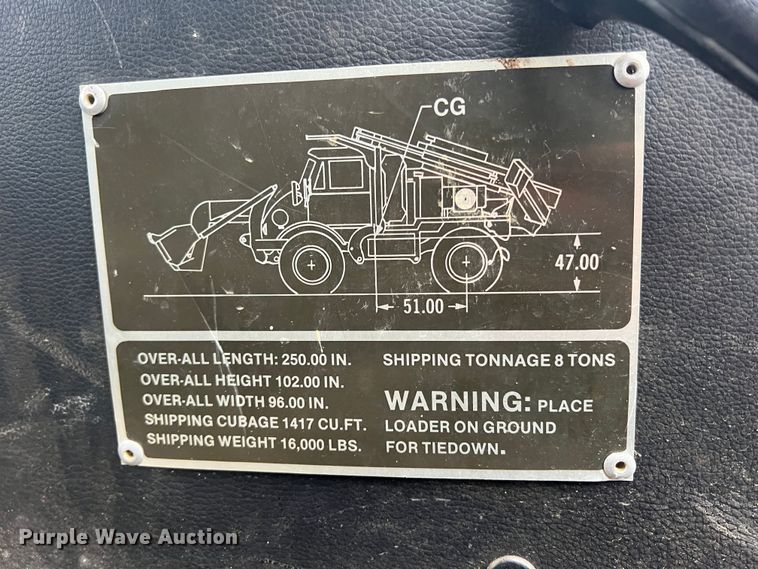 CG
47.00
51.00
OVER-ALL LENGTH: 250.00 IN.
OVER-ALL HEIGHT 102.00 IN.
OVER-ALL WIDTH 96.00 IN.
SHIPPING CUBAGE 1417 CU.FT.
SHIPPING WEIGHT 16,000 LBS.
SHIPPING TONNAGE 8 TONS
WARNING: PLACE
LOADER ON GROUND
FOR TIEDOWN.
Purple Wave Auction